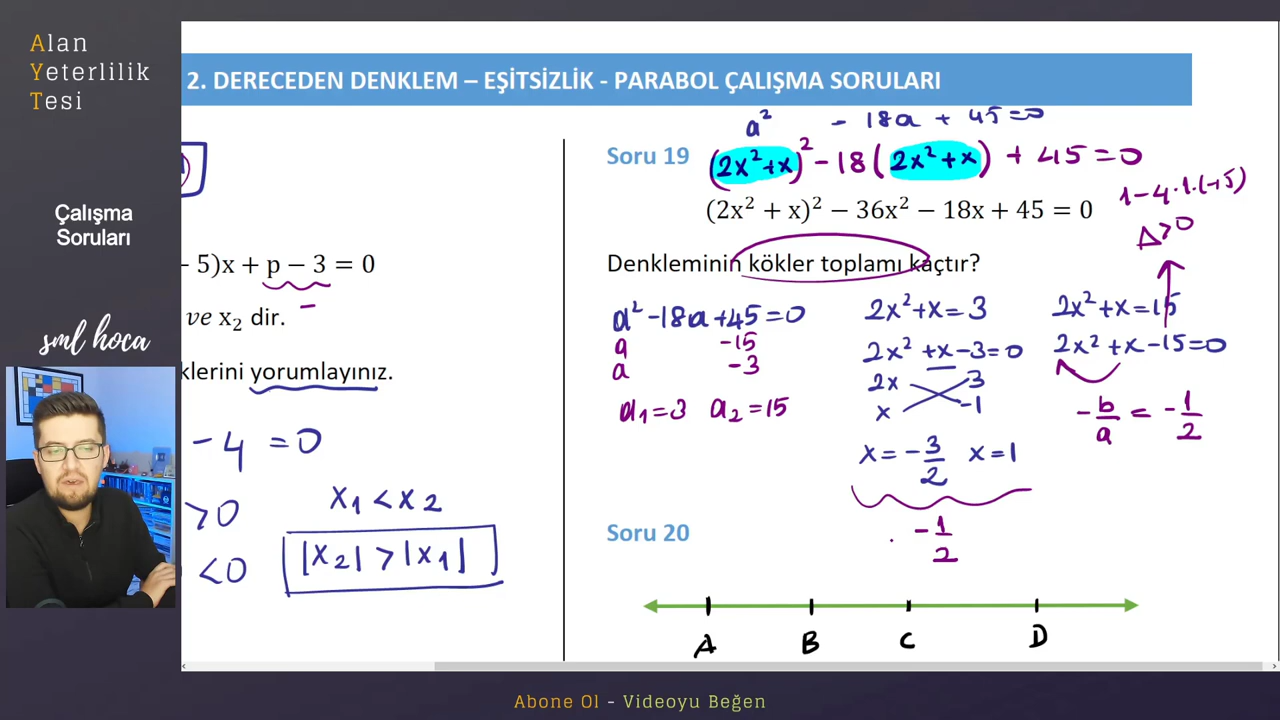 Alan
Yeterlilik
Tesi
Çalışma
Soruları
sml hoca
2. DERECEDEN DENKLEM – EŞİTSİZLİK - PARABOL ÇALIŞMA SORULARI
- 5)x + p − 3 = 0
-
ve x₂ dir.
klerini yorumlayınız.
- 4 = 0
> 0
< 0
x₁ < x₂
|x₂| > |x₁|
a² - 18a + 45 = 0
Soru 19
(2x²+x)² - 18(2x²+x) + 45 = 0
(2x² + x)² − 36x² − 18x + 45 = 0
1-4·1·(-15)
Δ>0
Denkleminin kökler toplamı kaçtır?
a² - 18a + 45 = 0
a -15
a -3
a₁=3 a₂=15
2x²+x=3
2x²+x-3=0
2x 3
x -1
x = -3/2 x=1
-1/2
2x²+x=15
2x²+x-15=0
-b/a = -1/2
Soru 20
A B C D
Abone Ol - Videoyu Beğen